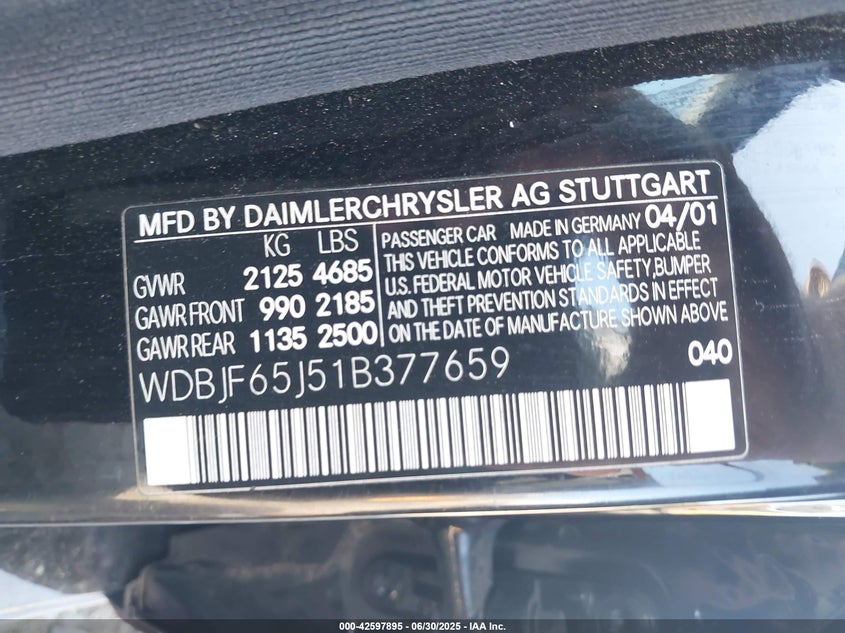 MFD BY DAIMLERCHRYSLER AG STUTTGART
KG LBS
GVWR 2125 4685
GAWR FRONT 990 2185
GAWR REAR 1135 2500
PASSENGER CAR MADE IN GERMANY 04/01
THIS VEHICLE CONFORMS TO ALL APPLICABLE
U.S. FEDERAL MOTOR VEHICLE SAFETY,BUMPER
AND THEFT PREVENTION STANDARDS IN EFFECT
ON THE DATE OF MANUFACTURE SHOWN ABOVE
WDBJF65J51B377659
040
000-42597895 - 06/30/2025 - IAA Inc.